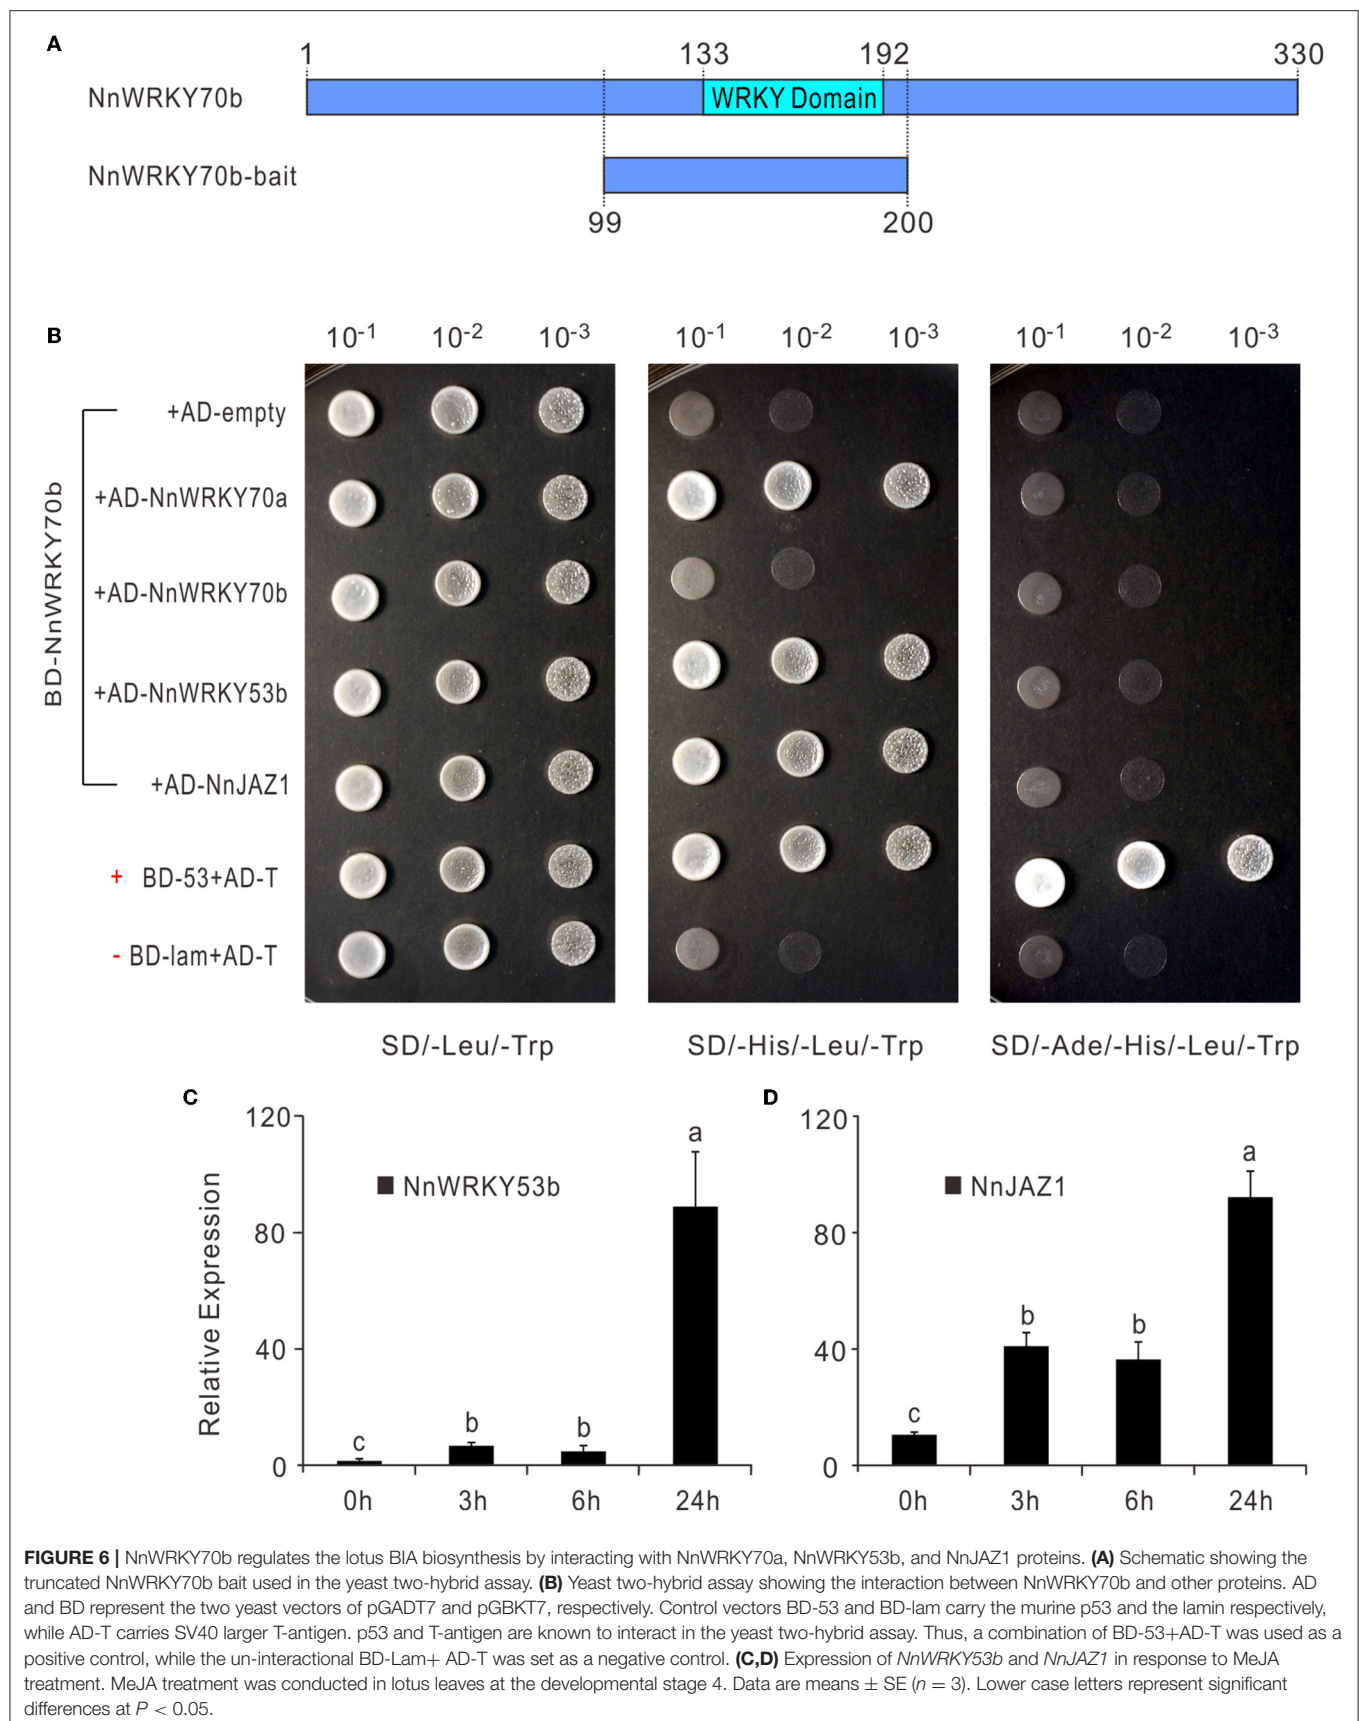 A
1 133 192 330
NnWRKY70b
WRKY Domain
NnWRKY70b-bait
99 200
B
10-1 10-2 10-3 10-1 10-2 10-3 10-1 10-2 10-3
BD-NnWRKY70b
+AD-empty
+AD-NnWRKY70a
+AD-NnWRKY70b
+AD-NnWRKY53b
+AD-NnJAZ1
+ BD-53+AD-T
- BD-lam+AD-T
SD/-Leu/-Trp SD/-His/-Leu/-Trp SD/-Ade/-His/-Leu/-Trp
C
Relative Expression
120
80
40
0
NnWRKY53b
c b b a
0h 3h 6h 24h
D
120
80
40
0
NnJAZ1
c b b a
0h 3h 6h 24h
FIGURE 6 | NnWRKY70b regulates the lotus BIA biosynthesis by interacting with NnWRKY70a, NnWRKY53b, and NnJAZ1 proteins. (A) Schematic showing the
truncated NnWRKY70b bait used in the yeast two-hybrid assay. (B) Yeast two-hybrid assay showing the interaction between NnWRKY70b and other proteins. AD
and BD represent the two yeast vectors of pGADT7 and pGBKT7, respectively. Control vectors BD-53 and BD-lam carry the murine p53 and the lamin respectively,
while AD-T carries SV40 larger T-antigen. p53 and T-antigen are known to interact in the yeast two-hybrid assay. Thus, a combination of BD-53+AD-T was used as a
positive control, while the un-interactional BD-Lam+ AD-T was set as a negative control. (C,D) Expression of NnWRKY53b and NnJAZ1 in response to MeJA
treatment. MeJA treatment was conducted in lotus leaves at the developmental stage 4. Data are means ± SE (n = 3). Lower case letters represent significant
differences at P < 0.05.